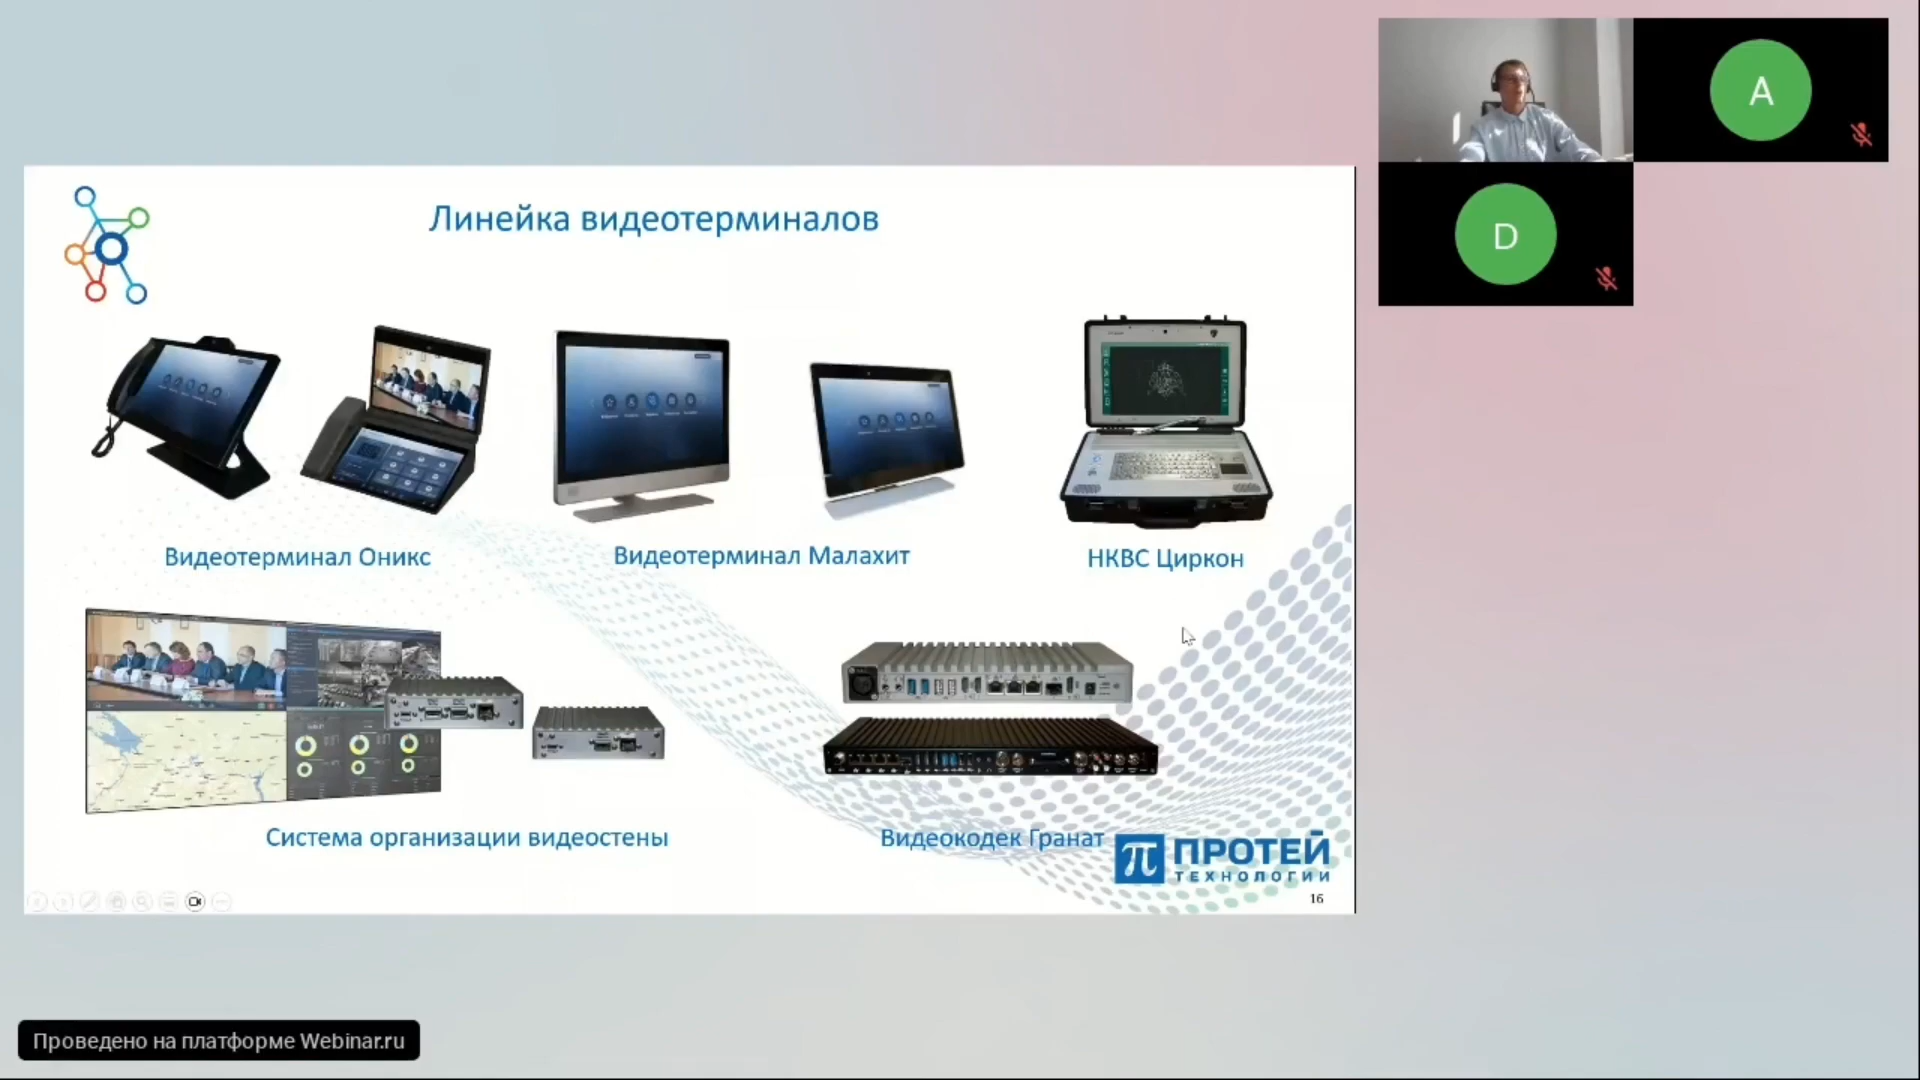 Линейка видеотерминалов
Видеотерминал Оникс
Видеотерминал Малахит
НКВС Циркон
Система организации видеостены
Видеокодек Гранат
ПРОТЕЙ
ТЕХНОЛОГИИ
16
A
D
Проведено на платформе Webinar.ru